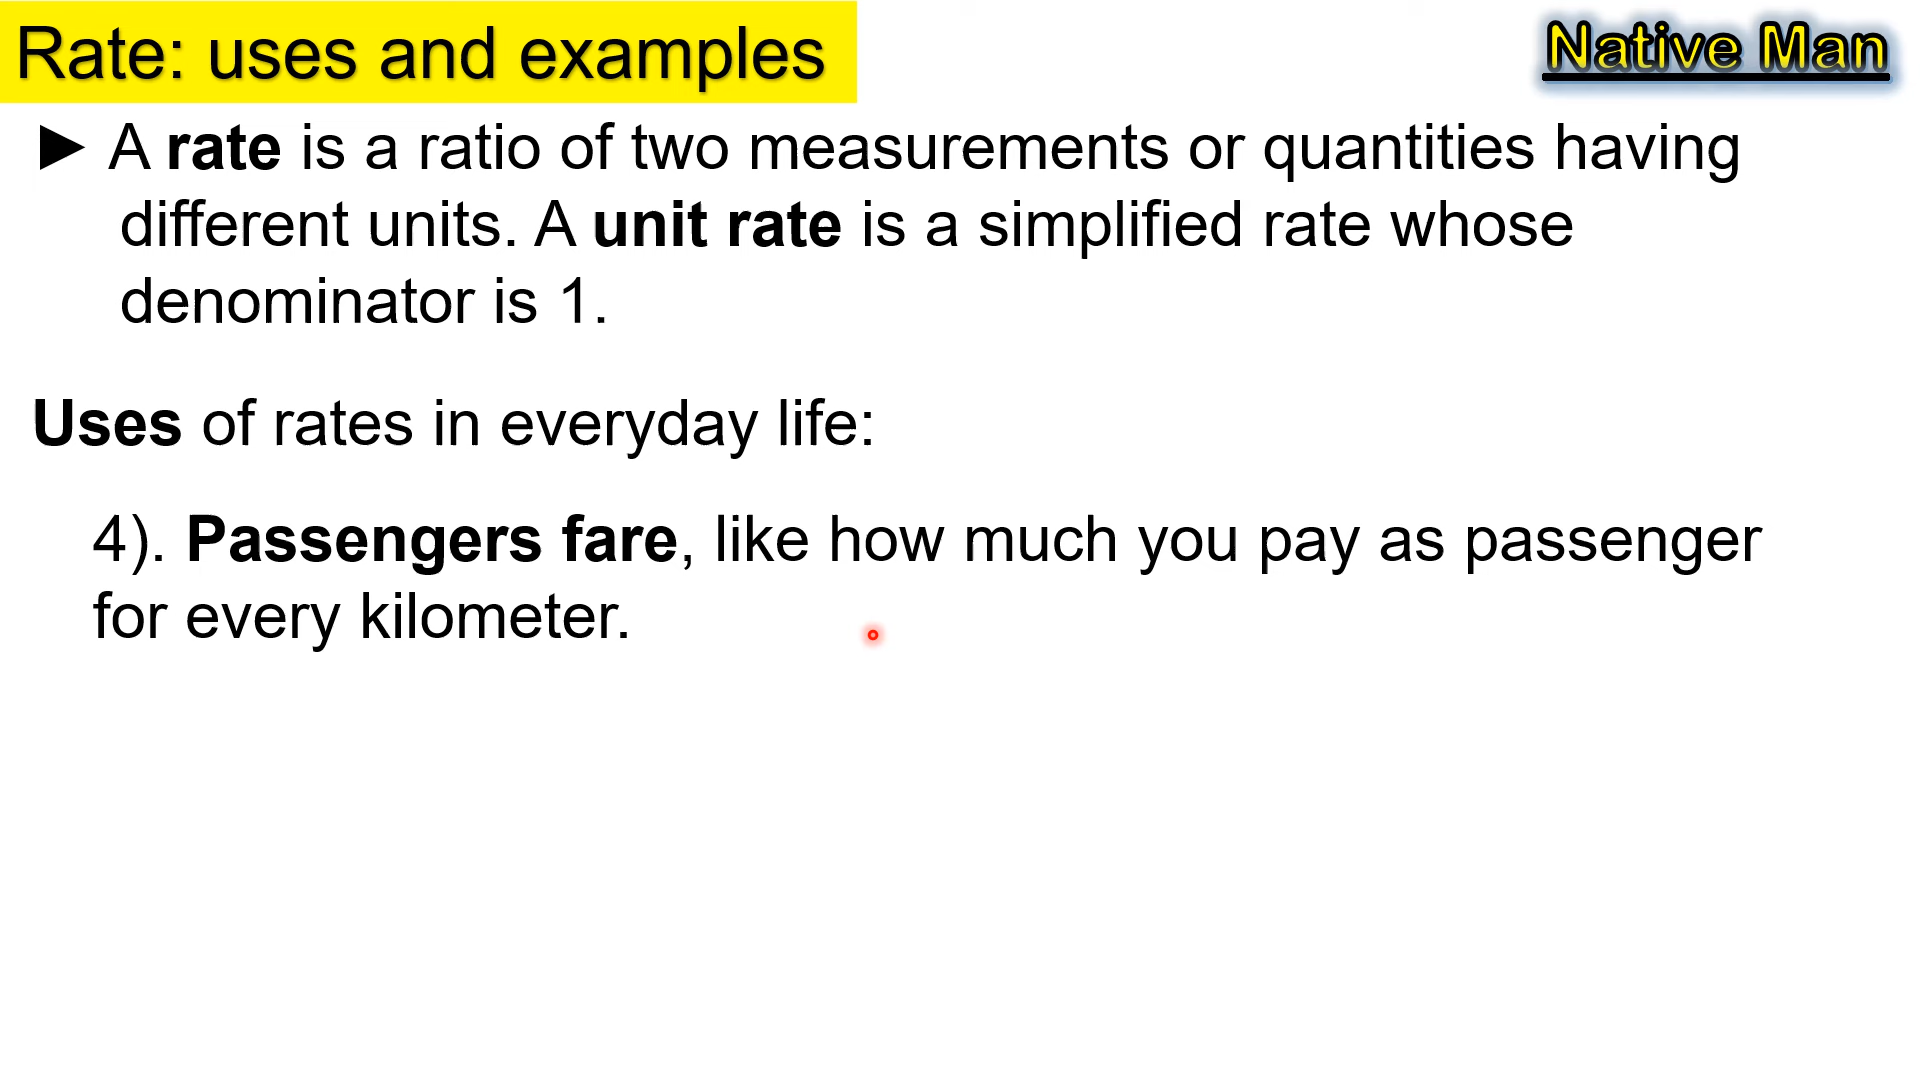 Rate: uses and examples
Native Man
► A rate is a ratio of two measurements or quantities having
different units. A unit rate is a simplified rate whose
denominator is 1.
Uses of rates in everyday life:
4). Passengers fare, like how much you pay as passenger
for every kilometer.